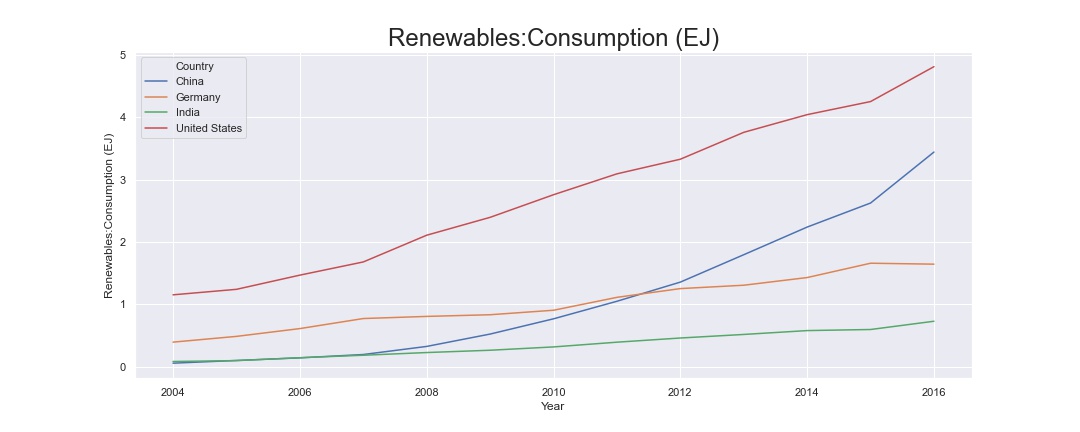 Renewables:Consumption (EJ)
Country
China
Germany
India
United States
Renewables:Consumption (EJ)
5
4
3
2
1
0
2004 2006 2008 2010 2012 2014 2016
Year